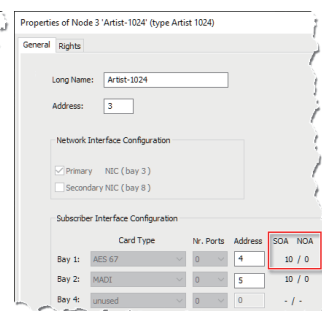 Properties of Node 3 'Artist-1024' (type Artist 1024)
General Rights
Long Name: Artist-1024
Address: 3
Network Interface Configuration
Primary NIC ( bay 3 )
Secondary NIC ( bay 8 )
Subscriber Interface Configuration
Card Type Nr. Ports Address SOA NOA
Bay 1: AES 67 0 4 10 / 0
Bay 2: MADI 0 5 10 / 0
Bay 4: unused 0 0 - / -